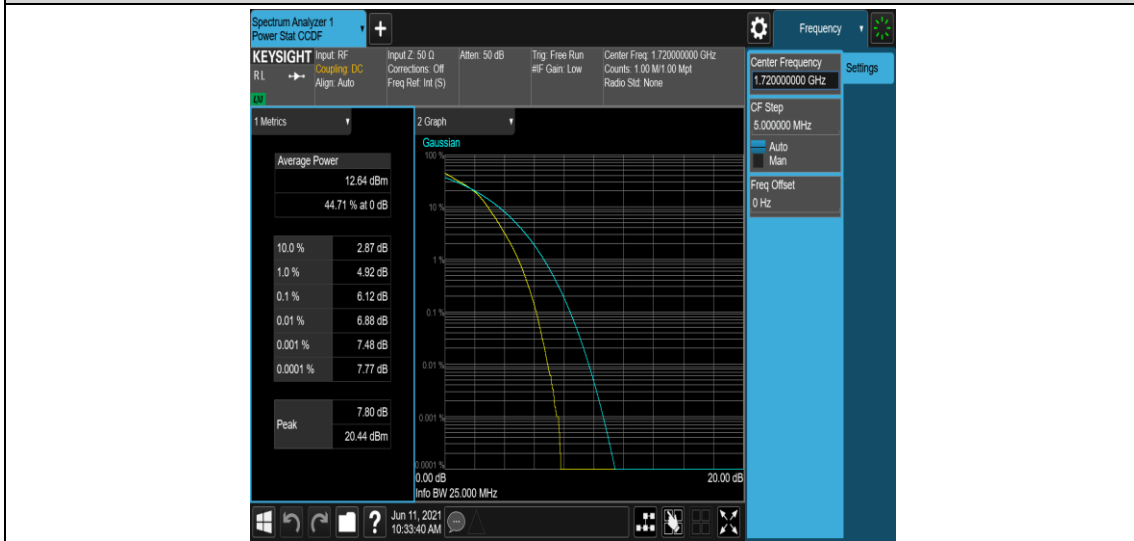 Spectrum Analyzer 1
Power Stat CCDF
Frequency
KEYSIGHT Input: RF
Coupling: DC
Align: Auto
R L
LXI
Input Z: 50 Ω
Corrections: Off
Freq Ref: Int (S)
Atten: 50 dB
Trig: Free Run
#IF Gain: Low
Center Freq: 1.720000000 GHz
Counts: 1.00 M/1.00 Mpt
Radio Std: None
Center Frequency
1.720000000 GHz
Settings
CF Step
5.000000 MHz
Auto
Man
Freq Offset
0 Hz
1 Metrics
Average Power
12.64 dBm
44.71 % at 0 dB
10.0 % 2.87 dB
1.0 % 4.92 dB
0.1 % 6.12 dB
0.01 % 6.88 dB
0.001 % 7.48 dB
0.0001 % 7.77 dB
Peak 7.80 dB
20.44 dBm
2 Graph
Gaussian
100 %
10 %
1 %
0.1 %
0.01 %
0.001 %
0.0001 %
0.00 dB 20.00 dB
Info BW 25.000 MHz
Jun 11, 2021
10:33:40 AM